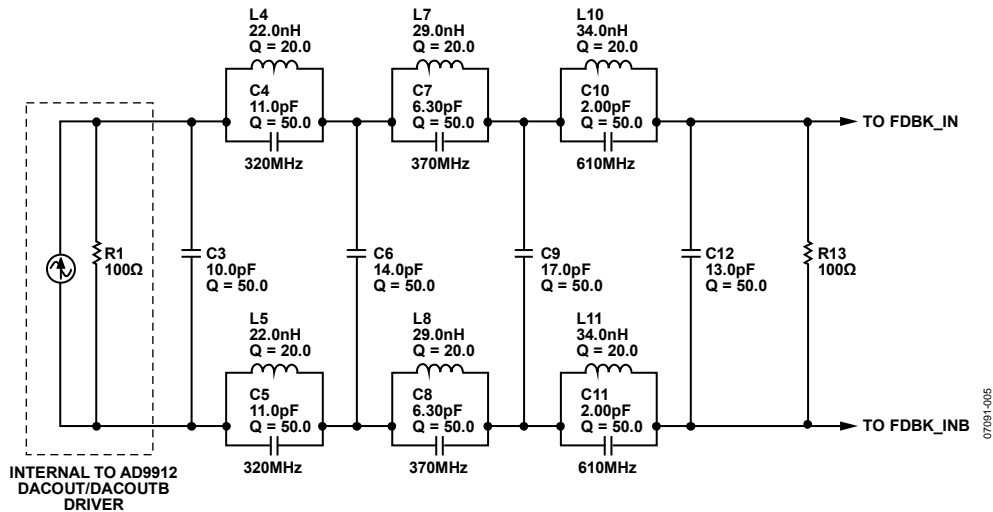 L4
22.0nH
Q = 20.0
C4
11.0pF
Q = 50.0
320MHz
L7
29.0nH
Q = 20.0
C7
6.30pF
Q = 50.0
370MHz
L10
34.0nH
Q = 20.0
C10
2.00pF
Q = 50.0
610MHz
TO FDBK_IN
R1
100Ω
C3
10.0pF
Q = 50.0
C6
14.0pF
Q = 50.0
C9
17.0pF
Q = 50.0
C12
13.0pF
Q = 50.0
R13
100Ω
L5
22.0nH
Q = 20.0
C5
11.0pF
Q = 50.0
320MHz
L8
29.0nH
Q = 20.0
C8
6.30pF
Q = 50.0
370MHz
L11
34.0nH
Q = 20.0
C11
2.00pF
Q = 50.0
610MHz
TO FDBK_INB
INTERNAL TO AD9912
DACOUT/DACOUTB
DRIVER
07091-005